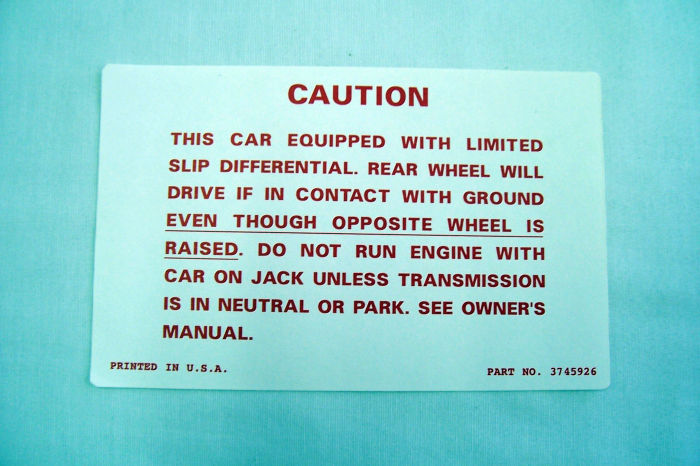 CAUTION
THIS CAR EQUIPPED WITH LIMITED
SLIP DIFFERENTIAL. REAR WHEEL WILL
DRIVE IF IN CONTACT WITH GROUND
EVEN THOUGH OPPOSITE WHEEL IS
RAISED. DO NOT RUN ENGINE WITH
CAR ON JACK UNLESS TRANSMISSION
IS IN NEUTRAL OR PARK. SEE OWNER'S
MANUAL.
PRINTED IN U.S.A.
PART NO. 3745926